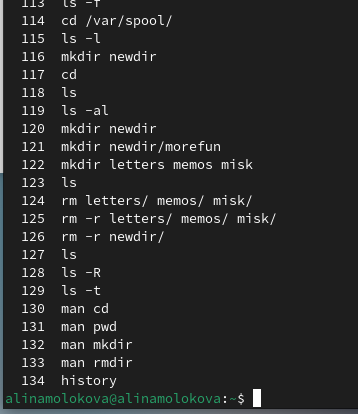 113 ls -f
114 cd /var/spool/
115 ls -l
116 mkdir newdir
117 cd
118 ls
119 ls -al
120 mkdir newdir
121 mkdir newdir/morefun
122 mkdir letters memos misk
123 ls
124 rm letters/ memos/ misk/
125 rm -r letters/ memos/ misk/
126 rm -r newdir/
127 ls
128 ls -R
129 ls -t
130 man cd
131 man pwd
132 man mkdir
133 man rmdir
134 history
alinamolokova@alinamolokova:~$